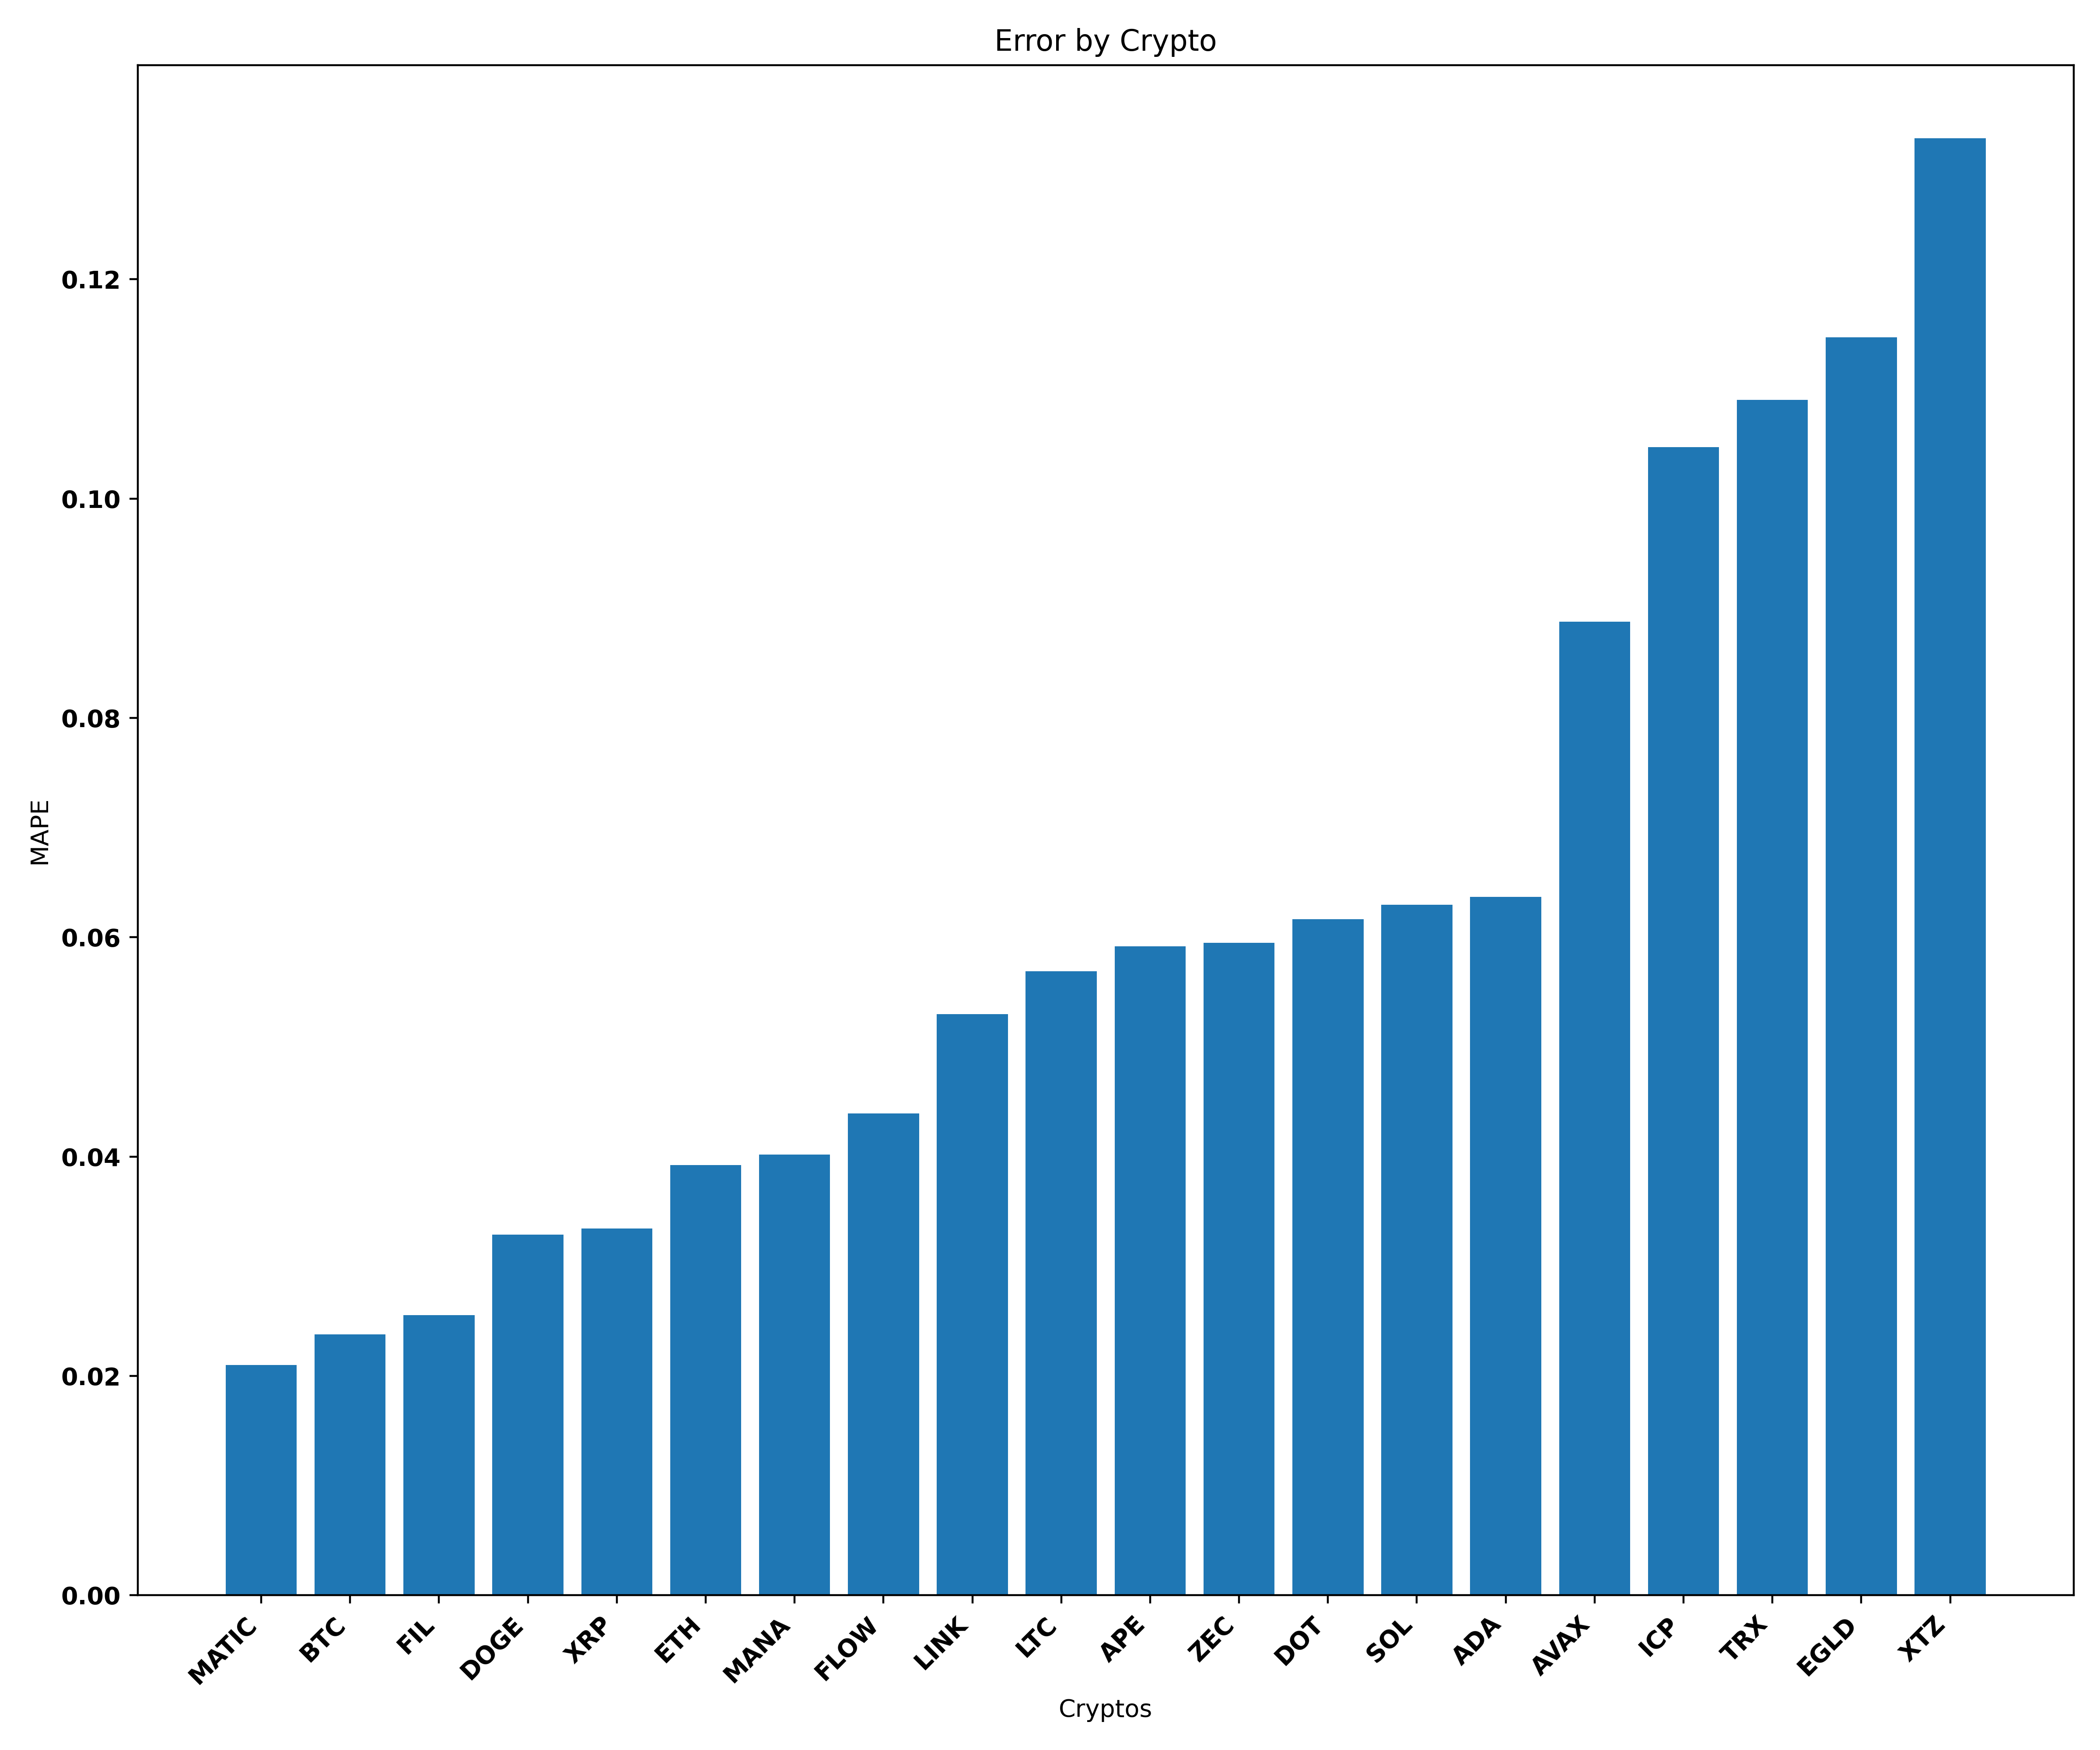 Error by Crypto
MAPE
0.12
0.10
0.08
0.06
0.04
0.02
0.00
MATIC
BTC
FIL
DOGE
XRP
ETH
MANA
FLOW
LINK
LTC
APE
ZEC
DOT
SOL
ADA
AVAX
ICP
TRX
EGLD
XTZ
Cryptos